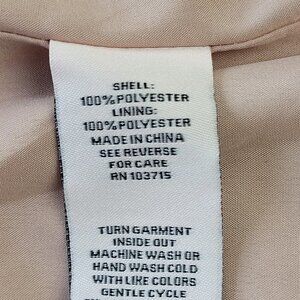 SHELL:
100% POLYESTER
LINING:
100% POLYESTER
MADE IN CHINA
SEE REVERSE
FOR CARE
RN 103715
TURN GARMENT
INSIDE OUT
MACHINE WASH OR
HAND WASH COLD
WITH LIKE COLORS
GENTLE CYCLE